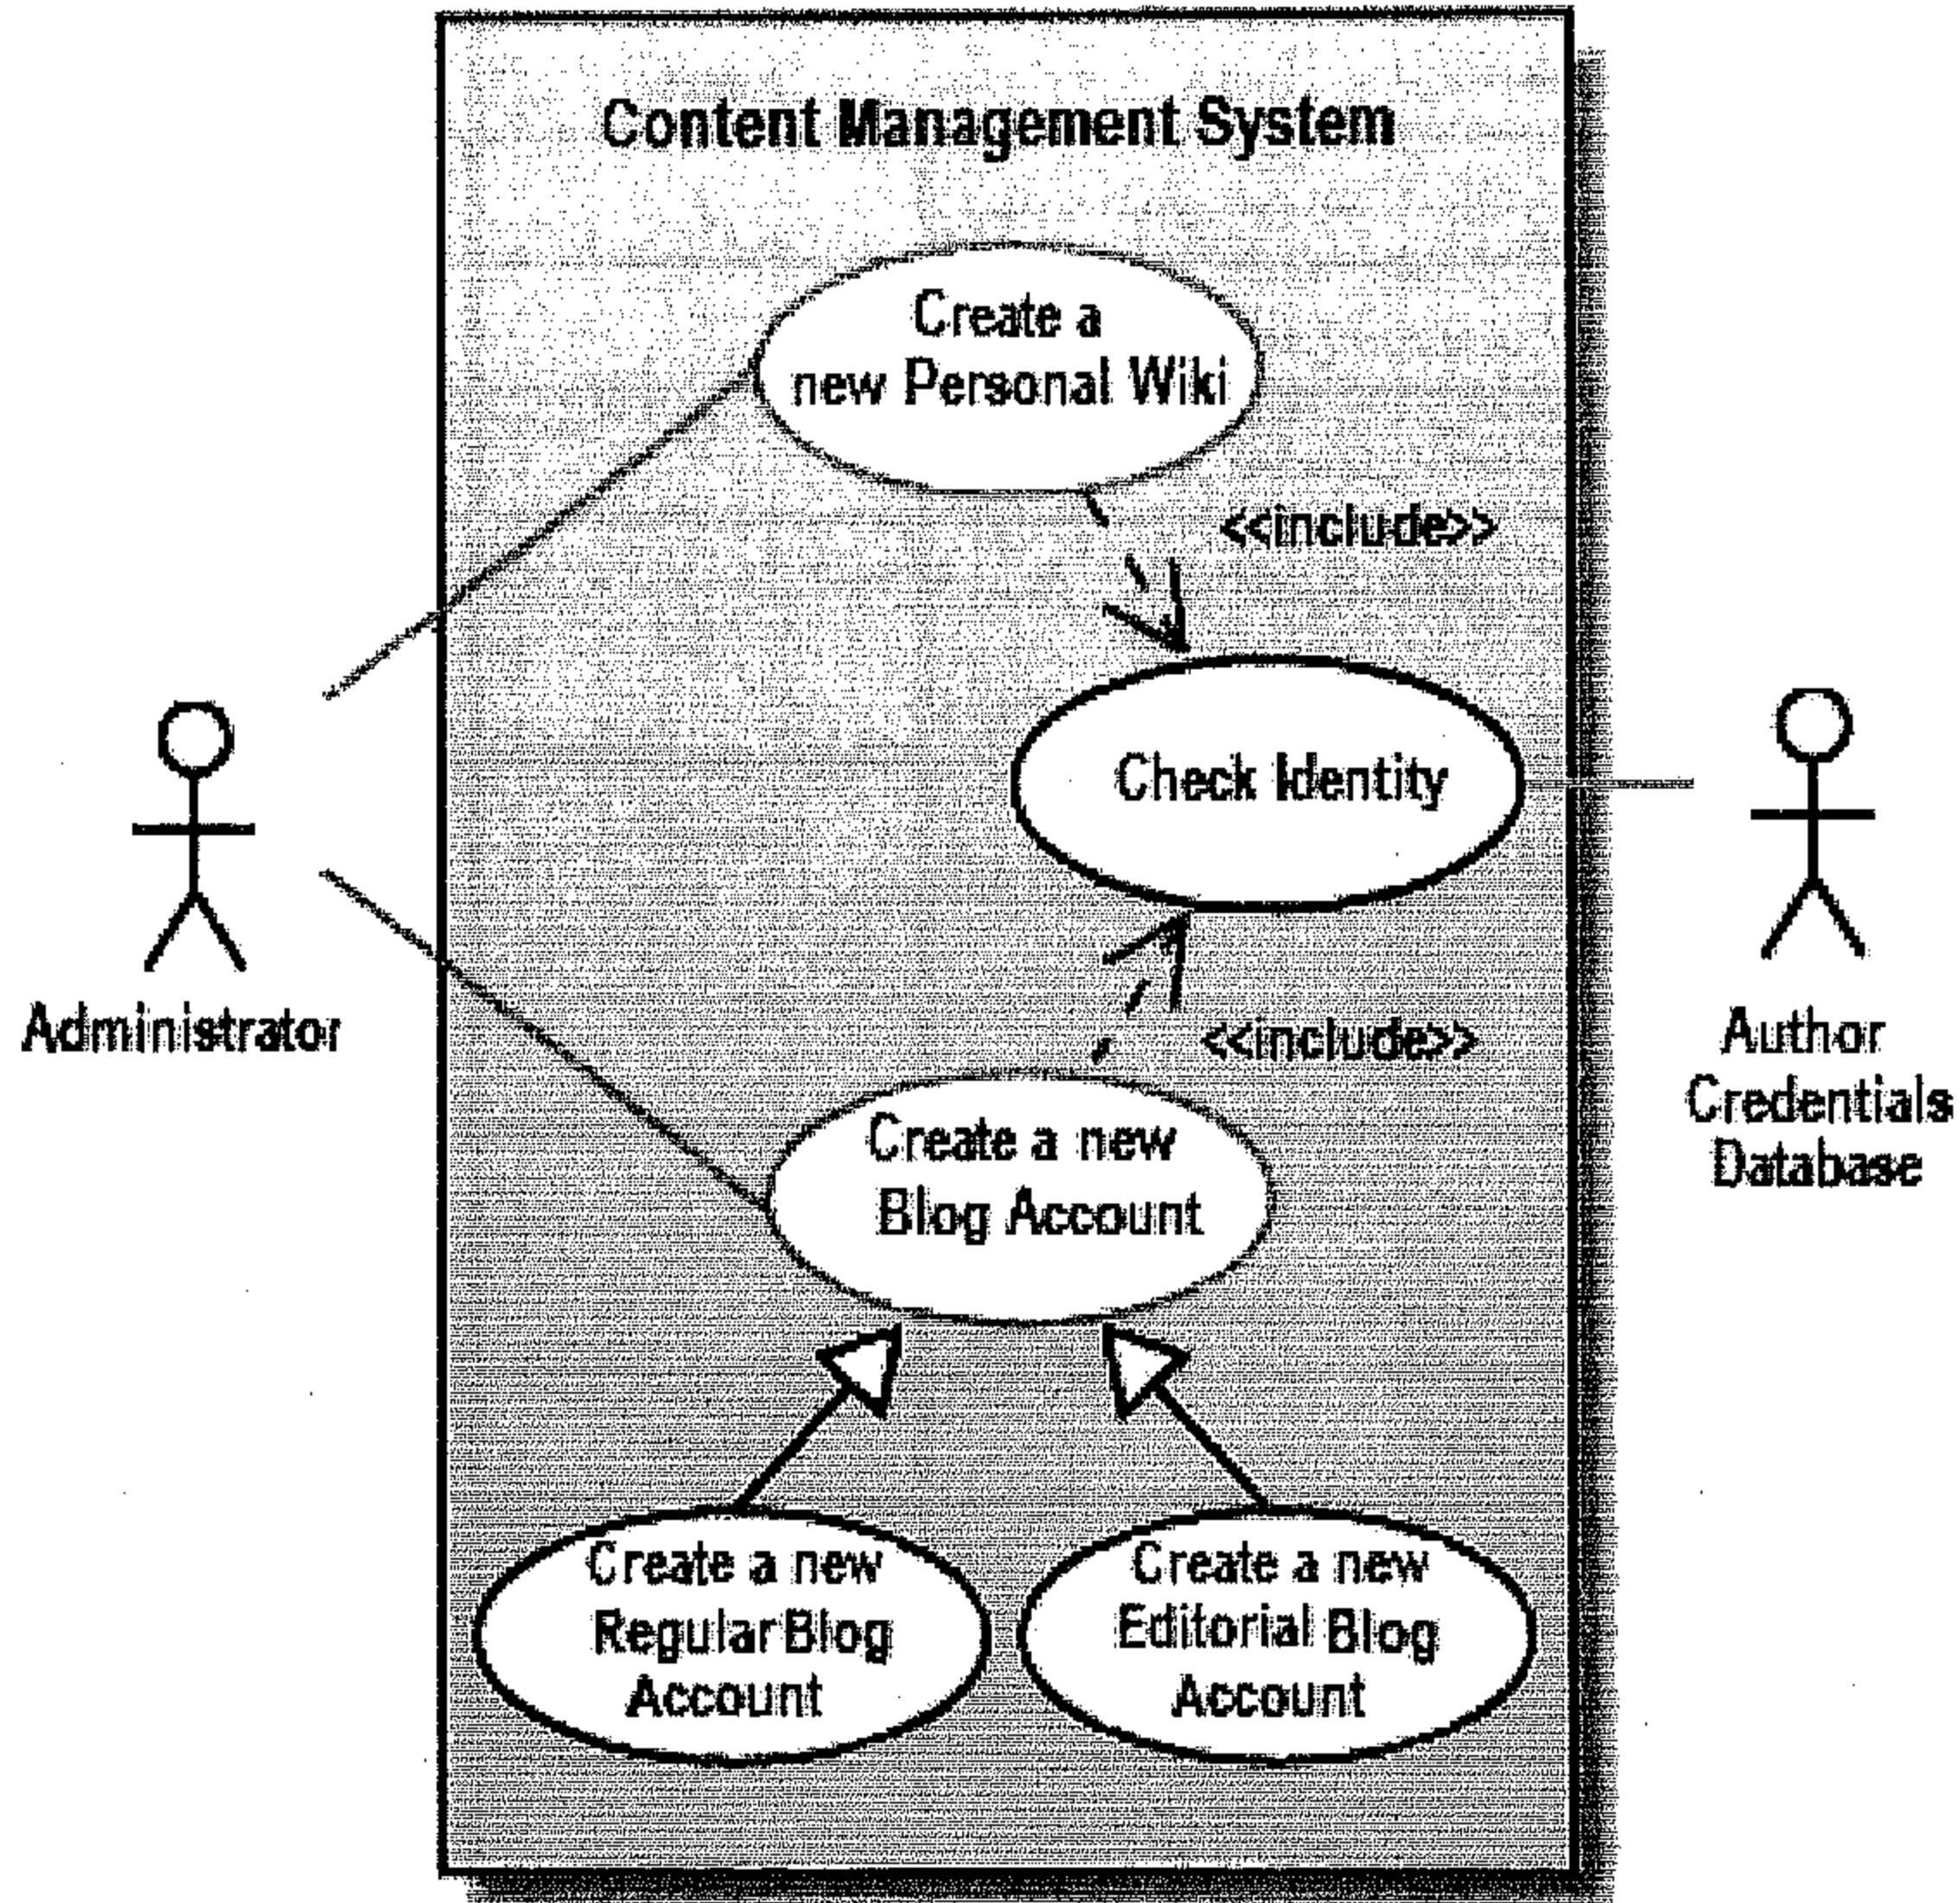 Content Management System
Create a
new Personal Wiki
<<include>>
Check Identity
Administrator
Author
Credentials
Database
<<include>>
Create a new
Blog Account
Create a new
Regular Blog
Account
Create a new
Editorial Blog
Account